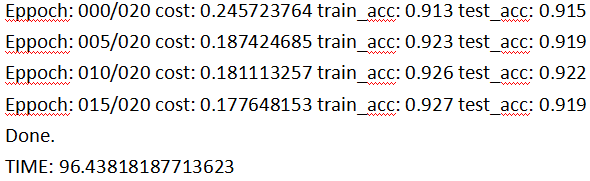 Eppoch: 000/020 cost: 0.245723764 train_acc: 0.913 test_acc: 0.915
Eppoch: 005/020 cost: 0.187424685 train_acc: 0.923 test_acc: 0.919
Eppoch: 010/020 cost: 0.181113257 train_acc: 0.926 test_acc: 0.922
Eppoch: 015/020 cost: 0.177648153 train_acc: 0.927 test_acc: 0.919
Done.
TIME: 96.43818187713623